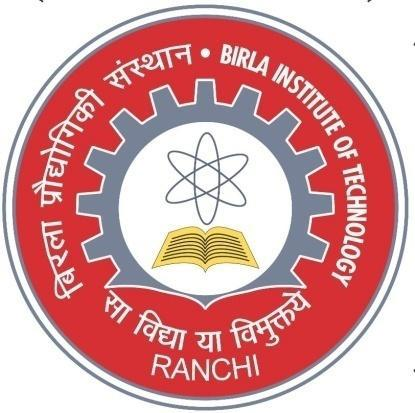 बिरला प्रौद्योगिकी संस्थान • BIRLA INSTITUTE OF TECHNOLOGY
सा विद्या या विमुक्तये
RANCHI